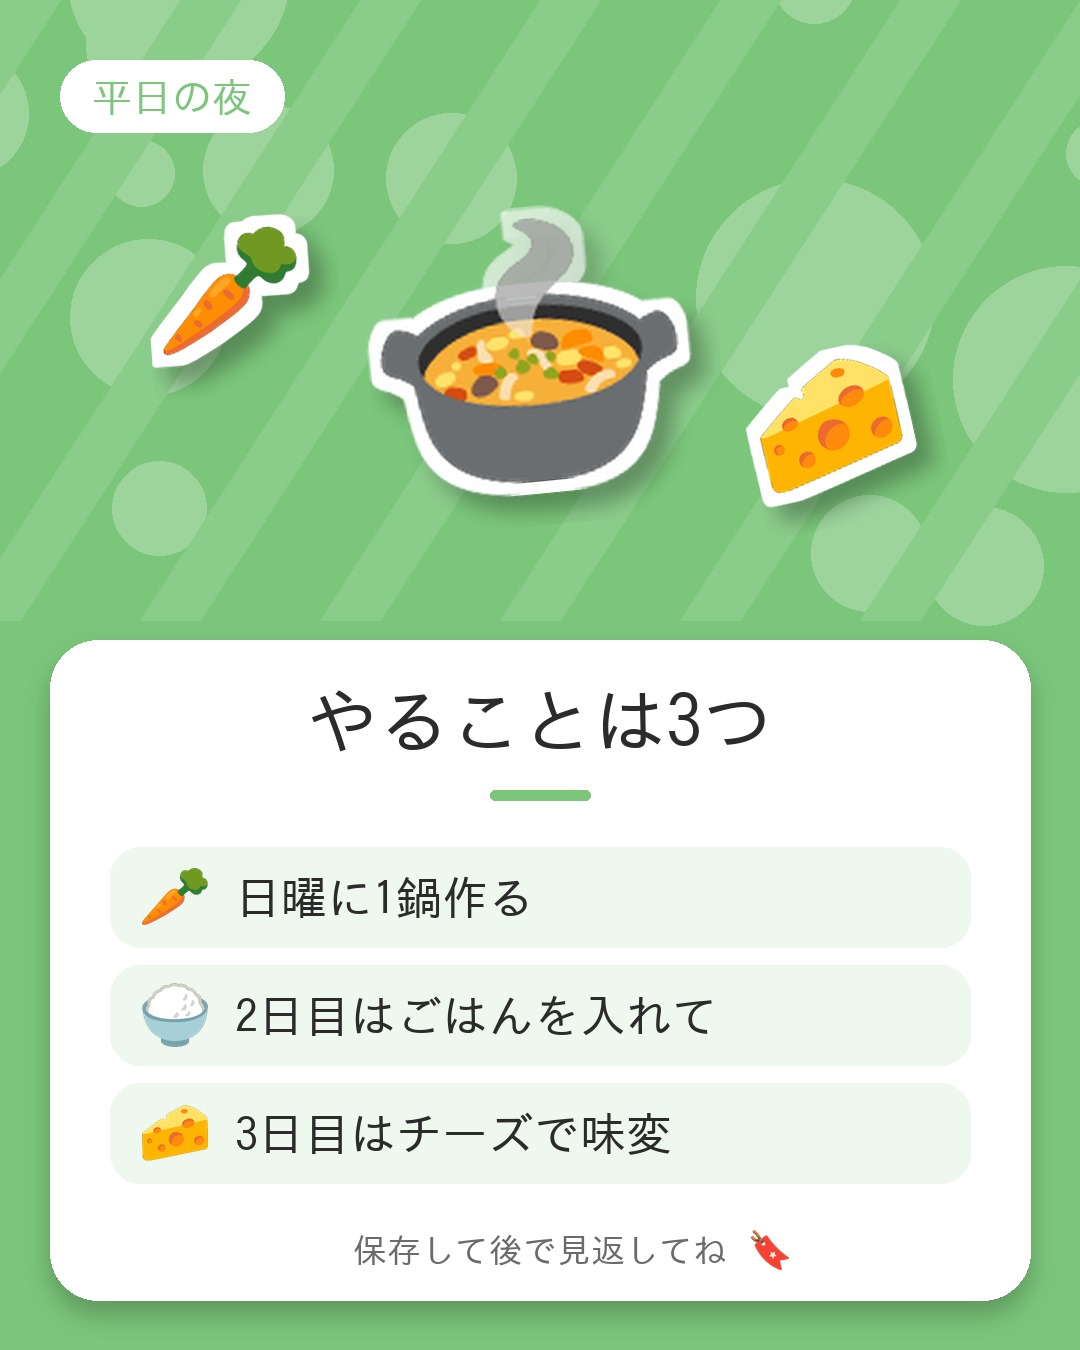 平日の夜
やることは3つ
日曜に1鍋作る
2日目はごはんを入れて
3日目はチーズで味変
保存して後で見返してね